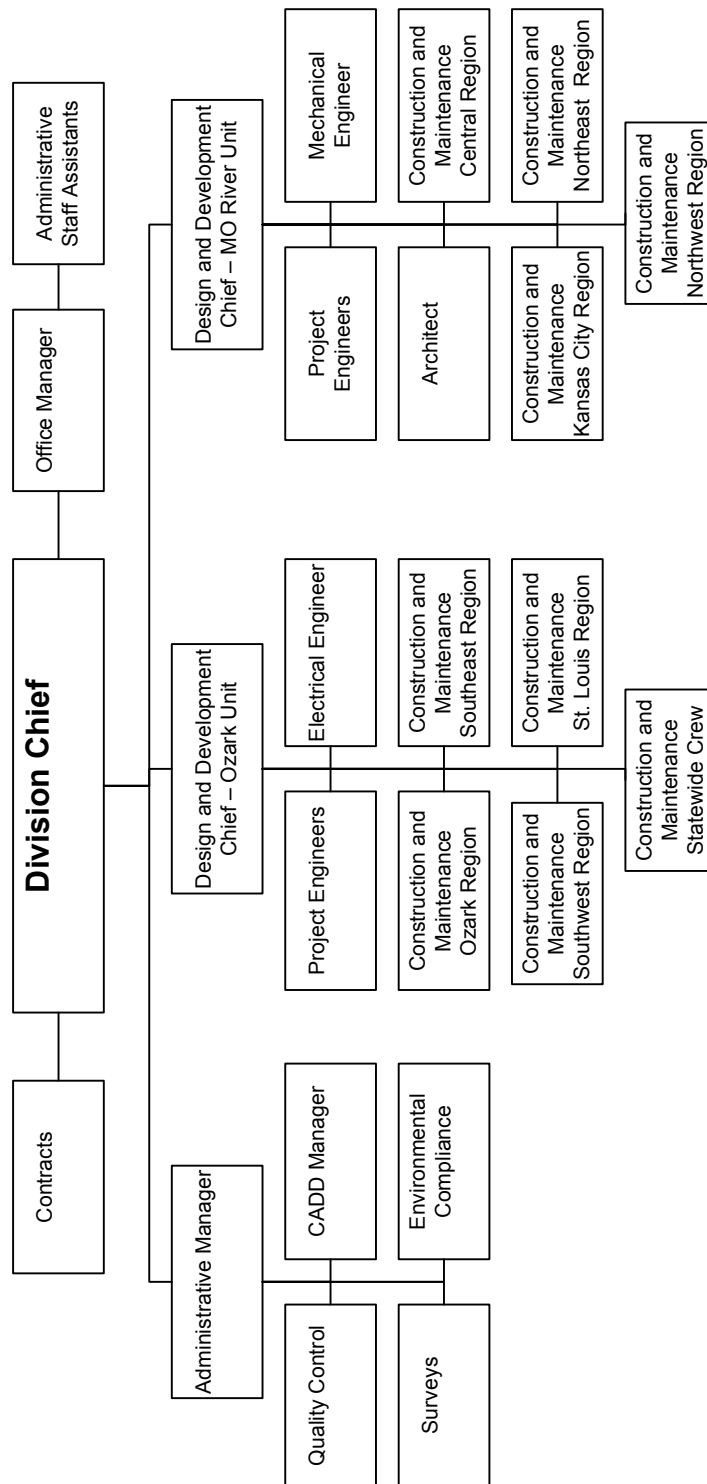 Contracts
Division Chief
Office Manager
Administrative
Staff Assistants
Administrative Manager
Design and Development
Chief – Ozark Unit
Design and Development
Chief – MO River Unit
Quality Control
CADD Manager
Surveys
Environmental
Compliance
Project Engineers
Electrical Engineer
Construction and
Maintenance
Ozark Region
Construction and
Maintenance
Southeast Region
Construction and
Maintenance
Southwest Region
Construction and
Maintenance
St. Louis Region
Construction and
Maintenance
Statewide Crew
Project
Engineers
Mechanical
Engineer
Architect
Construction and
Maintenance
Central Region
Construction and
Maintenance
Kansas City Region
Construction and
Maintenance
Northeast Region
Construction and
Maintenance
Northwest Region